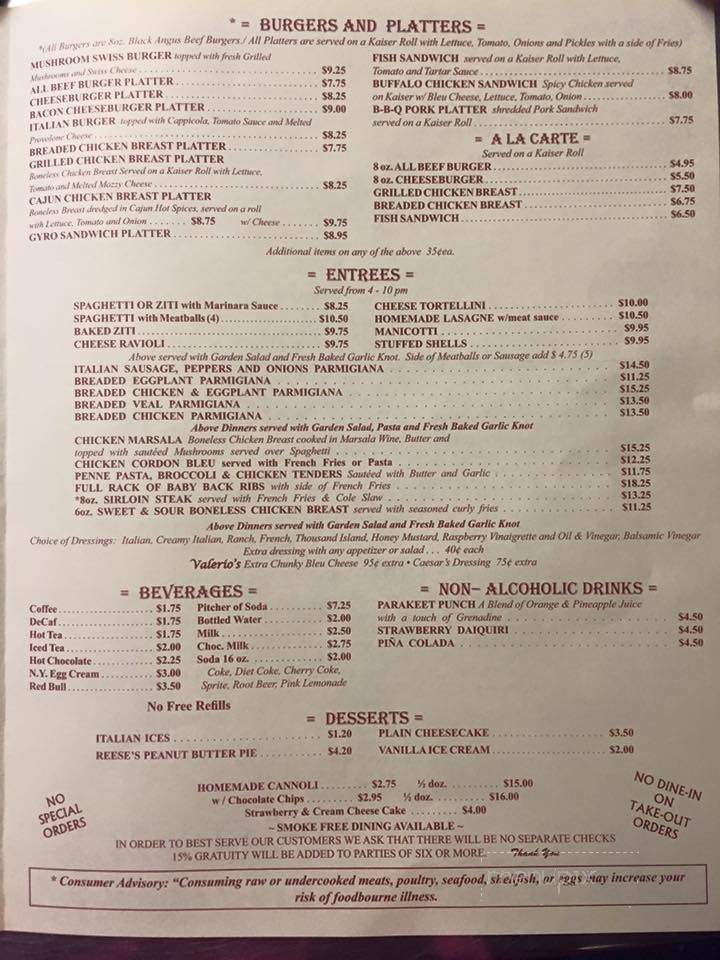 * = BURGERS AND PLATTERS =
*(All Burgers are 8oz. Black Angus Beef Burgers./ All Platters are served on a Kaiser Roll with Lettuce, Tomato, Onions and Pickles with a side of Fries)
MUSHROOM SWISS BURGER topped with fresh Grilled
Mushrooms and Swiss Cheese . . . $9.25
ALL BEEF BURGER PLATTER . . . $7.75
CHEESEBURGER PLATTER . . . $8.25
BACON CHEESEBURGER PLATTER . . . $9.00
ITALIAN BURGER topped with Cappicola, Tomato Sauce and Melted
Provolone Cheese . . . $8.25
BREADED CHICKEN BREAST PLATTER . . . $7.75
GRILLED CHICKEN BREAST PLATTER
Boneless Chicken Breast Served on a Kaiser Roll with Lettuce,
Tomato and Melted Mozzy Cheese . . . $8.25
CAJUN CHICKEN BREAST PLATTER
Boneless Breast dredged in Cajun Hot Spices, served on a roll
with Lettuce, Tomato and Onion . . . $8.75 w/ Cheese . . . $9.75
GYRO SANDWICH PLATTER . . . $8.95
FISH SANDWICH served on a Kaiser Roll with Lettuce,
Tomato and Tartar Sauce . . . $8.75
BUFFALO CHICKEN SANDWICH Spicy Chicken served
on Kaiser w/ Bleu Cheese, Lettuce, Tomato, Onion . . . $8.00
B-B-Q PORK PLATTER shredded Pork Sandwich
served on a Kaiser Roll . . . $7.75
= A LA CARTE =
Served on a Kaiser Roll
8 oz. ALL BEEF BURGER . . . $4.95
8 oz. CHEESEBURGER . . . $5.50
GRILLED CHICKEN BREAST . . . $7.50
BREADED CHICKEN BREAST . . . $6.75
FISH SANDWICH . . . $6.50
Additional items on any of the above 35¢ea.
= ENTREES =
Served from 4 - 10 pm
SPAGHETTI OR ZITI with Marinara Sauce . . . $8.25
SPAGHETTI with Meatballs (4) . . . $10.50
BAKED ZITI . . . $9.75
CHEESE RAVIOLI . . . $9.75
CHEESE TORTELLINI . . . $10.00
HOMEMADE LASAGNE w/meat sauce . . . $10.50
MANICOTTI . . . $9.95
STUFFED SHELLS . . . $9.95
Above served with Garden Salad and Fresh Baked Garlic Knot. Side of Meatballs or Sausage add $ 4.75 (5)
ITALIAN SAUSAGE, PEPPERS AND ONIONS PARMIGIANA . . . $14.50
BREADED EGGPLANT PARMIGIANA . . . $11.25
BREADED CHICKEN & EGGPLANT PARMIGIANA . . . $15.25
BREADED VEAL PARMIGIANA . . . $13.50
BREADED CHICKEN PARMIGIANA . . . $13.50
Above Dinners served with Garden Salad, Pasta and Fresh Baked Garlic Knot
CHICKEN MARSALA Boneless Chicken Breast cooked in Marsala Wine, Butter and
topped with sautéed Mushrooms served over Spaghetti . . . $15.25
CHICKEN CORDON BLEU served with French Fries or Pasta . . . $12.25
PENNE PASTA, BROCCOLI & CHICKEN TENDERS Sautéed with Butter and Garlic . . . $11.75
FULL RACK OF BABY BACK RIBS with side of French Fries . . . $18.25
*8oz. SIRLOIN STEAK served with French Fries & Cole Slaw . . . $13.25
6oz. SWEET & SOUR BONELESS CHICKEN BREAST served with seasoned curly fries . . . $11.25
Above Dinners served with Garden Salad and Fresh Baked Garlic Knot
Choice of Dressings: Italian, Creamy Italian, Ranch, French, Thousand Island, Honey Mustard, Raspberry Vinaigrette and Oil & Vinegar, Balsamic Vinegar
Extra dressing with any appetizer or salad . . . 40¢ each
Valerio's Extra Chunky Bleu Cheese 95¢ extra • Caesar's Dressing 75¢ extra
= BEVERAGES =
Coffee . . . $1.75
DeCaf . . . $1.75
Hot Tea . . . $1.75
Iced Tea . . . $2.00
Hot Chocolate . . . $2.25
N.Y. Egg Cream . . . $3.00
Red Bull . . . $3.50
Pitcher of Soda . . . $7.25
Bottled Water . . . $2.00
Milk . . . $2.50
Choc. Milk . . . $2.75
Soda 16 oz. . . . $2.00
Coke, Diet Coke, Cherry Coke,
Sprite, Root Beer, Pink Lemonade
No Free Refills
= NON- ALCOHOLIC DRINKS =
PARAKEET PUNCH A Blend of Orange & Pineapple Juice
with a touch of Grenadine . . . $4.50
STRAWBERRY DAIQUIRI . . . $4.50
PIÑA COLADA . . . $4.50
= DESSERTS =
ITALIAN ICES . . . $1.20
REESE'S PEANUT BUTTER PIE . . . $4.20
PLAIN CHEESECAKE . . . $3.50
VANILLA ICE CREAM . . . $2.00
HOMEMADE CANNOLI . . . $2.75 ½ doz. . . . $15.00
w / Chocolate Chips . . . $2.95 ½ doz. . . . $16.00
Strawberry & Cream Cheese Cake . . . $4.00
NO
SPECIAL
ORDERS
NO DINE-IN
ON
TAKE-OUT
ORDERS
~ SMOKE FREE DINING AVAILABLE ~
IN ORDER TO BEST SERVE OUR CUSTOMERS WE ASK THAT THERE WILL BE NO SEPARATE CHECKS
15% GRATUITY WILL BE ADDED TO PARTIES OF SIX OR MORE. Thank You
* Consumer Advisory: "Consuming raw or undercooked meats, poultry, seafood, shellfish, or eggs may increase your
risk of foodbourne illness.